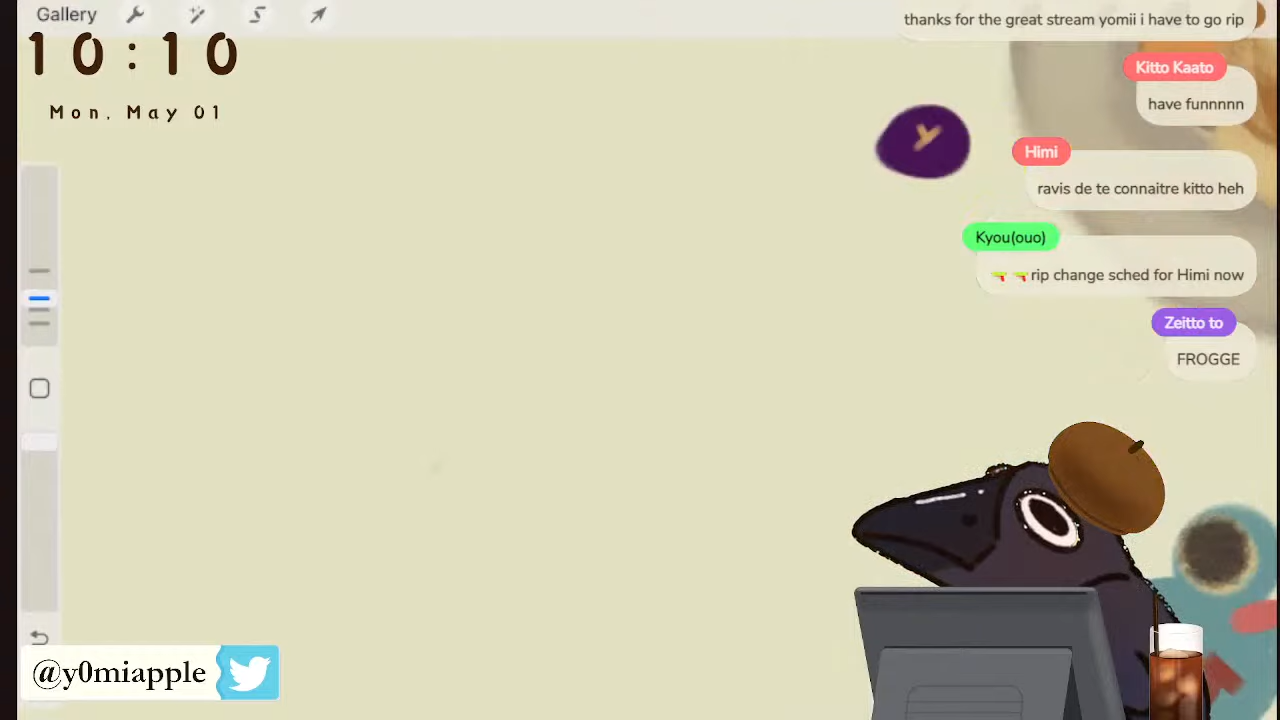 Gallery
10:10
Mon, May 01
thanks for the great stream yomii i have to go rip
Kitto Kaato
have funnnnn
Himi
ravis de te connaitre kitto heh
Kyou(ouo)
rip change sched for Himi now
Zeitto to
FROGGE
@y0miapple